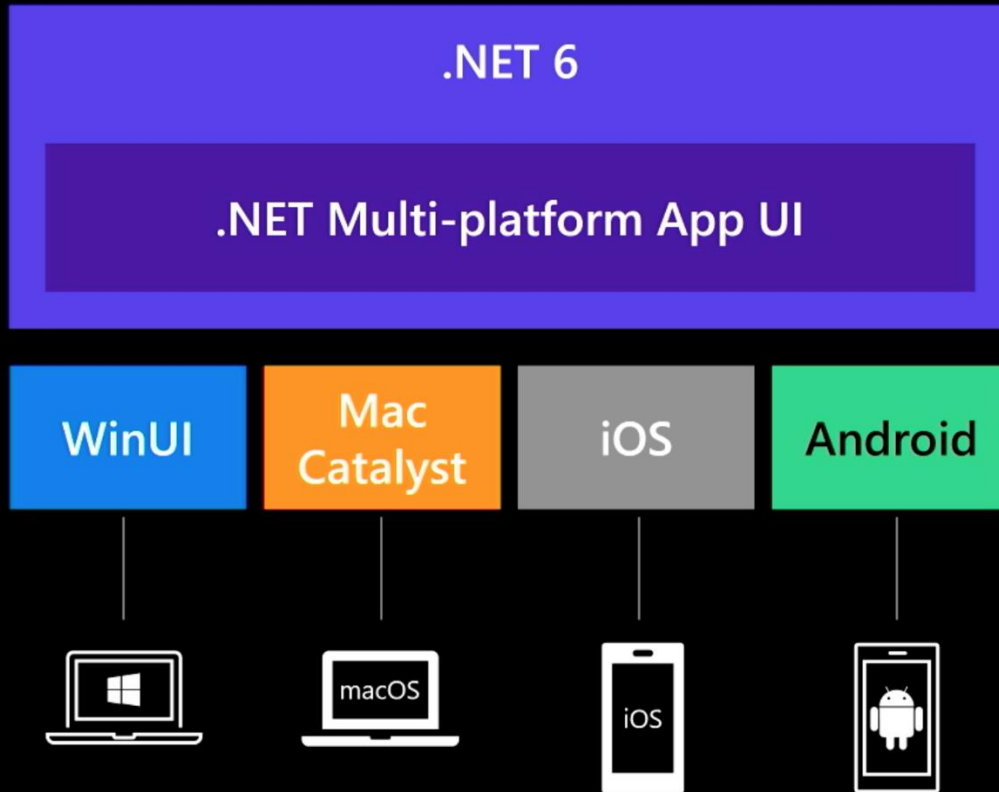 .NET 6
.NET Multi-platform App UI
WinUI
Mac
Catalyst
iOS
Android
macOS
iOS